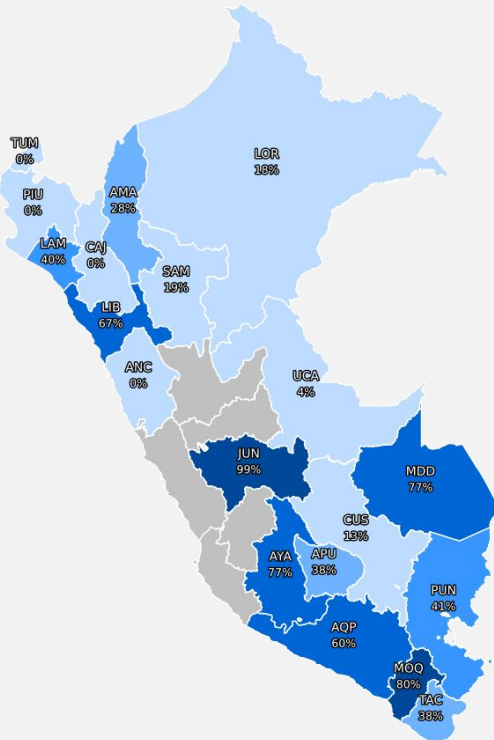 TUM
0%
LOR
18%
PIU
0%
AMA
28%
LAM
40%
CAJ
0%
SAM
19%
LIB
67%
ANC
0%
UCA
4%
JUN
99%
MDD
77%
CUS
13%
AYA
77%
APU
38%
PUN
41%
AQP
60%
MOQ
80%
TAC
38%